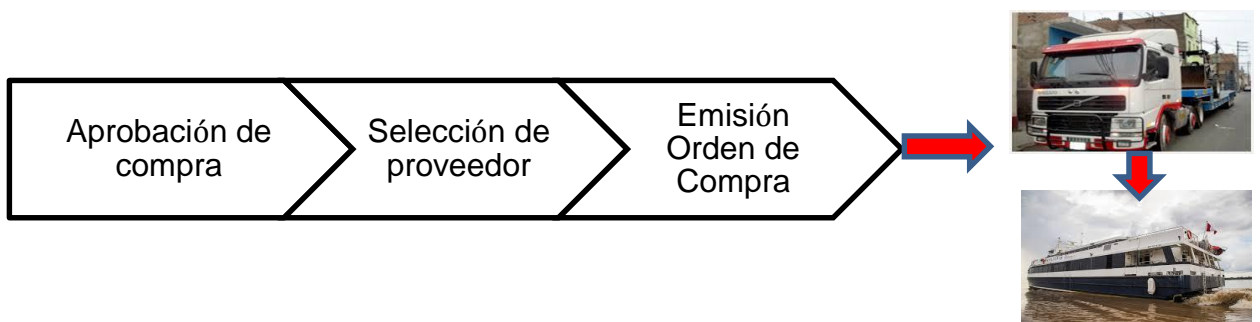 Aprobación de
compra
Selección de
proveedor
Emisión
Orden de
Compra